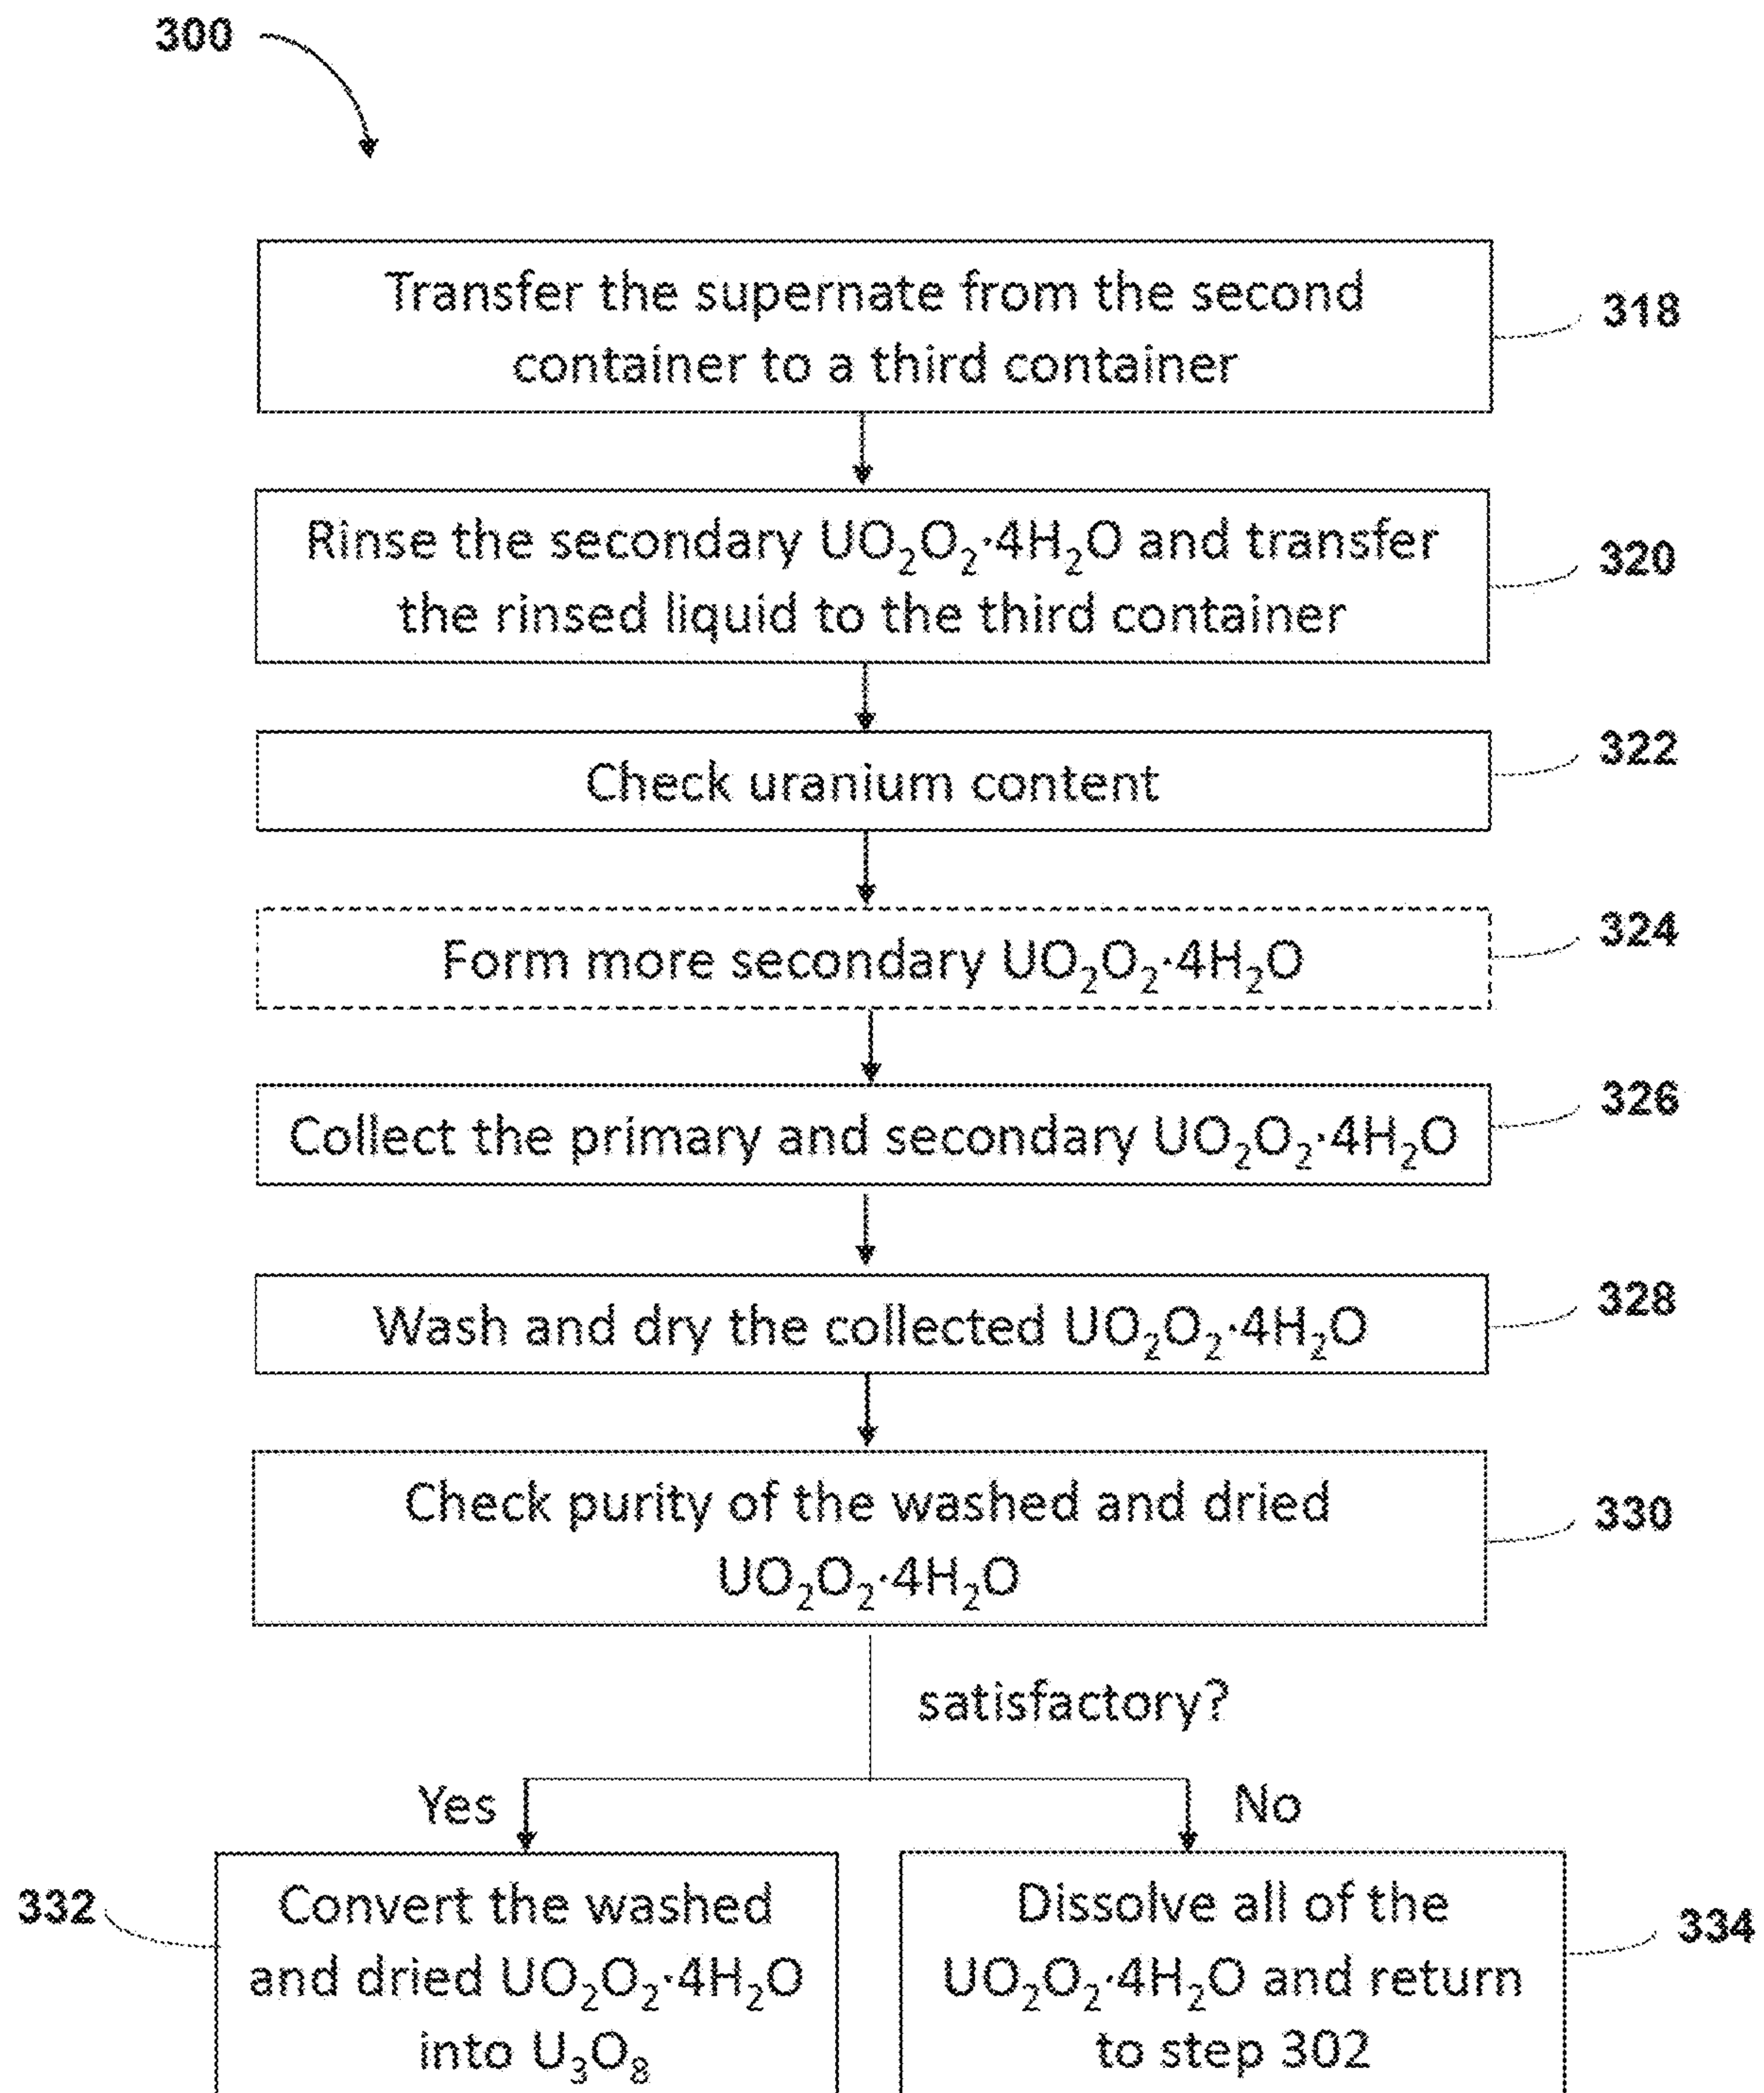 300
Transfer the supernate from the second
container to a third container
318
Rinse the secondary UO₂O₂·4H₂O and transfer
the rinsed liquid to the third container
320
Check uranium content
322
Form more secondary UO₂O₂·4H₂O
324
Collect the primary and secondary UO₂O₂·4H₂O
326
Wash and dry the collected UO₂O₂·4H₂O
328
Check purity of the washed and dried
UO₂O₂·4H₂O
330
satisfactory?
Yes
No
332
Convert the washed
and dried UO₂O₂·4H₂O
into U₃O₈
Dissolve all of the
UO₂O₂·4H₂O and return
to step 302
334